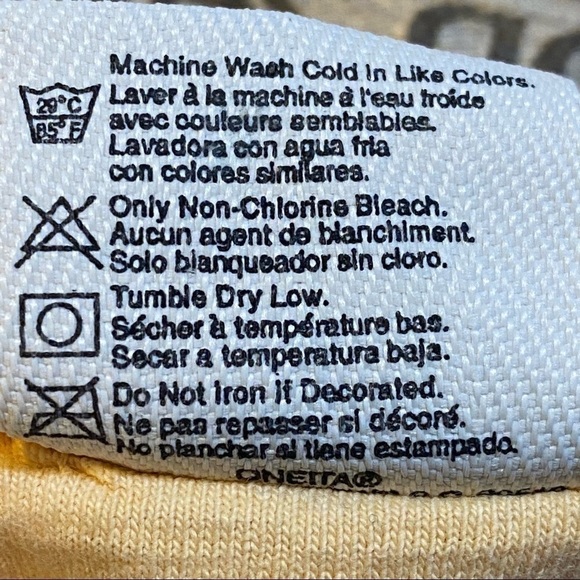 Machine Wash Cold In Like Colors.
29°C
85°F
Laver à la machine à l'eau froide
avec couleurs semblables.
Lavadora con agua fria
con colores similares.
Only Non-Chlorine Bleach.
Aucun agent de blanchiment.
Solo blanqueador sin cloro.
Tumble Dry Low.
Sécher à température bas.
Secar a temperatura baja.
Do Not Iron if Decorated.
Ne pas repasser si décoré.
No planchar si tiene estampado.
ONEITA®